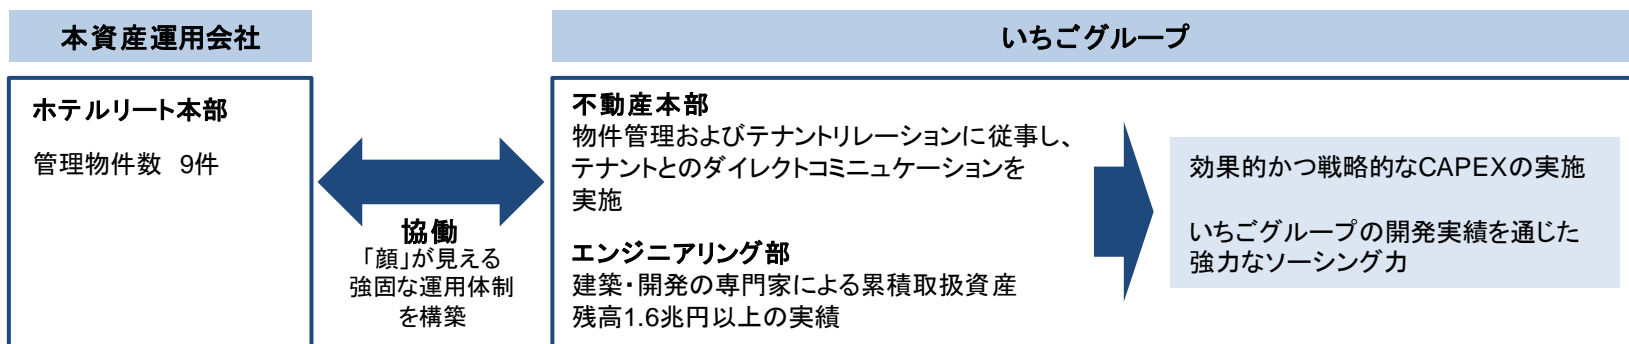 本資産運用会社
いちごグループ
ホテルリート本部
管理物件数 9件
協働
「顔」が見える
強固な運用体制
を構築
不動産本部
物件管理およびテナントリレーションに従事し、
テナントとのダイレクトコミニュケーションを
実施
エンジニアリング部
建築・開発の専門家による累積取扱資産
残高1.6兆円以上の実績
効果的かつ戦略的なCAPEXの実施
いちごグループの開発実績を通じた
強力なソーシング力